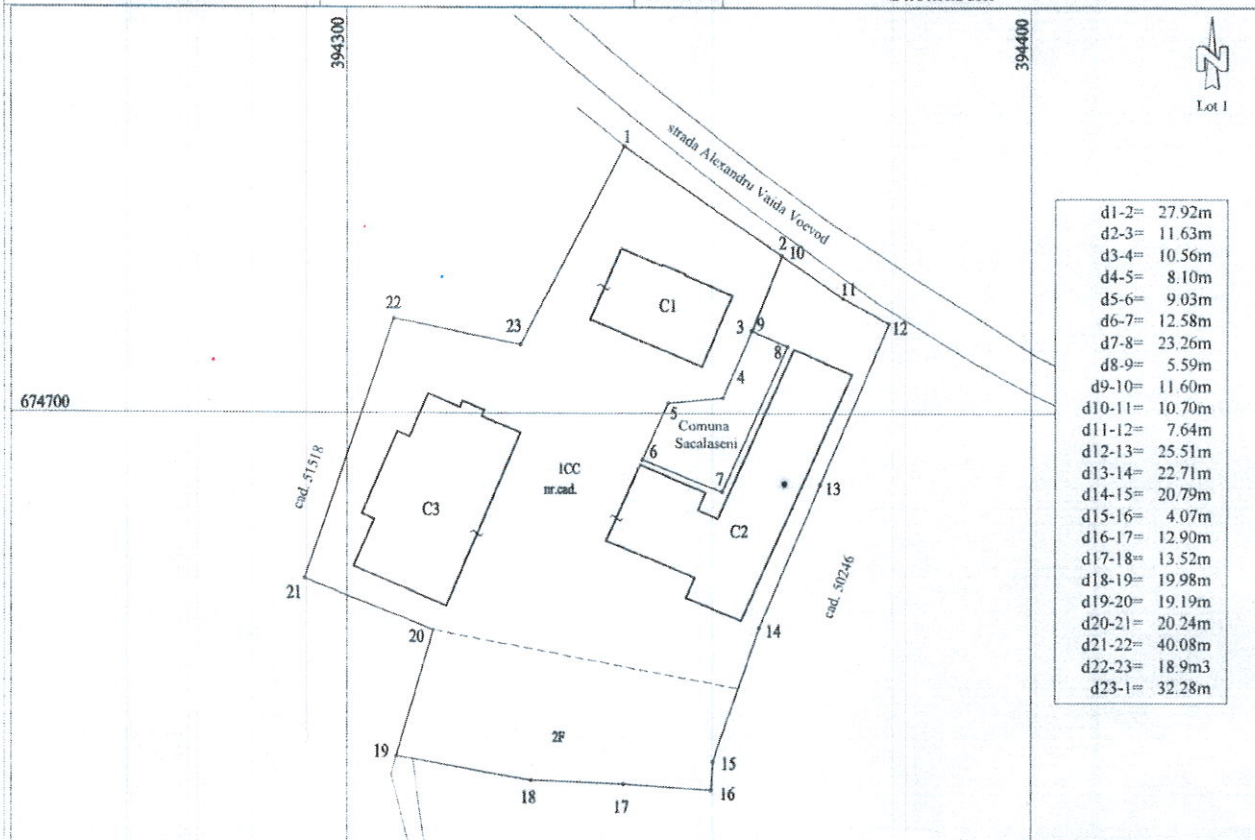 394300
394400
Lot 1
strada Alexandru Vaida Voevod
1
2
10
11
12
22
23
C1
3
9
8
4
674700
5
Comuna
Sacalaseni
6
7
cad. 51518
1CC
nr.cad.
C3
C2
13
cad. 50246
21
20
14
2F
19
15
18
17
16
d1-2= 27.92m
d2-3= 11.63m
d3-4= 10.56m
d4-5= 8.10m
d5-6= 9.03m
d6-7= 12.58m
d7-8= 23.26m
d8-9= 5.59m
d9-10= 11.60m
d10-11= 10.70m
d11-12= 7.64m
d12-13= 25.51m
d13-14= 22.71m
d14-15= 20.79m
d15-16= 4.07m
d16-17= 12.90m
d17-18= 13.52m
d18-19= 19.98m
d19-20= 19.19m
d20-21= 20.24m
d21-22= 40.08m
d22-23= 18.9m3
d23-1= 32.28m